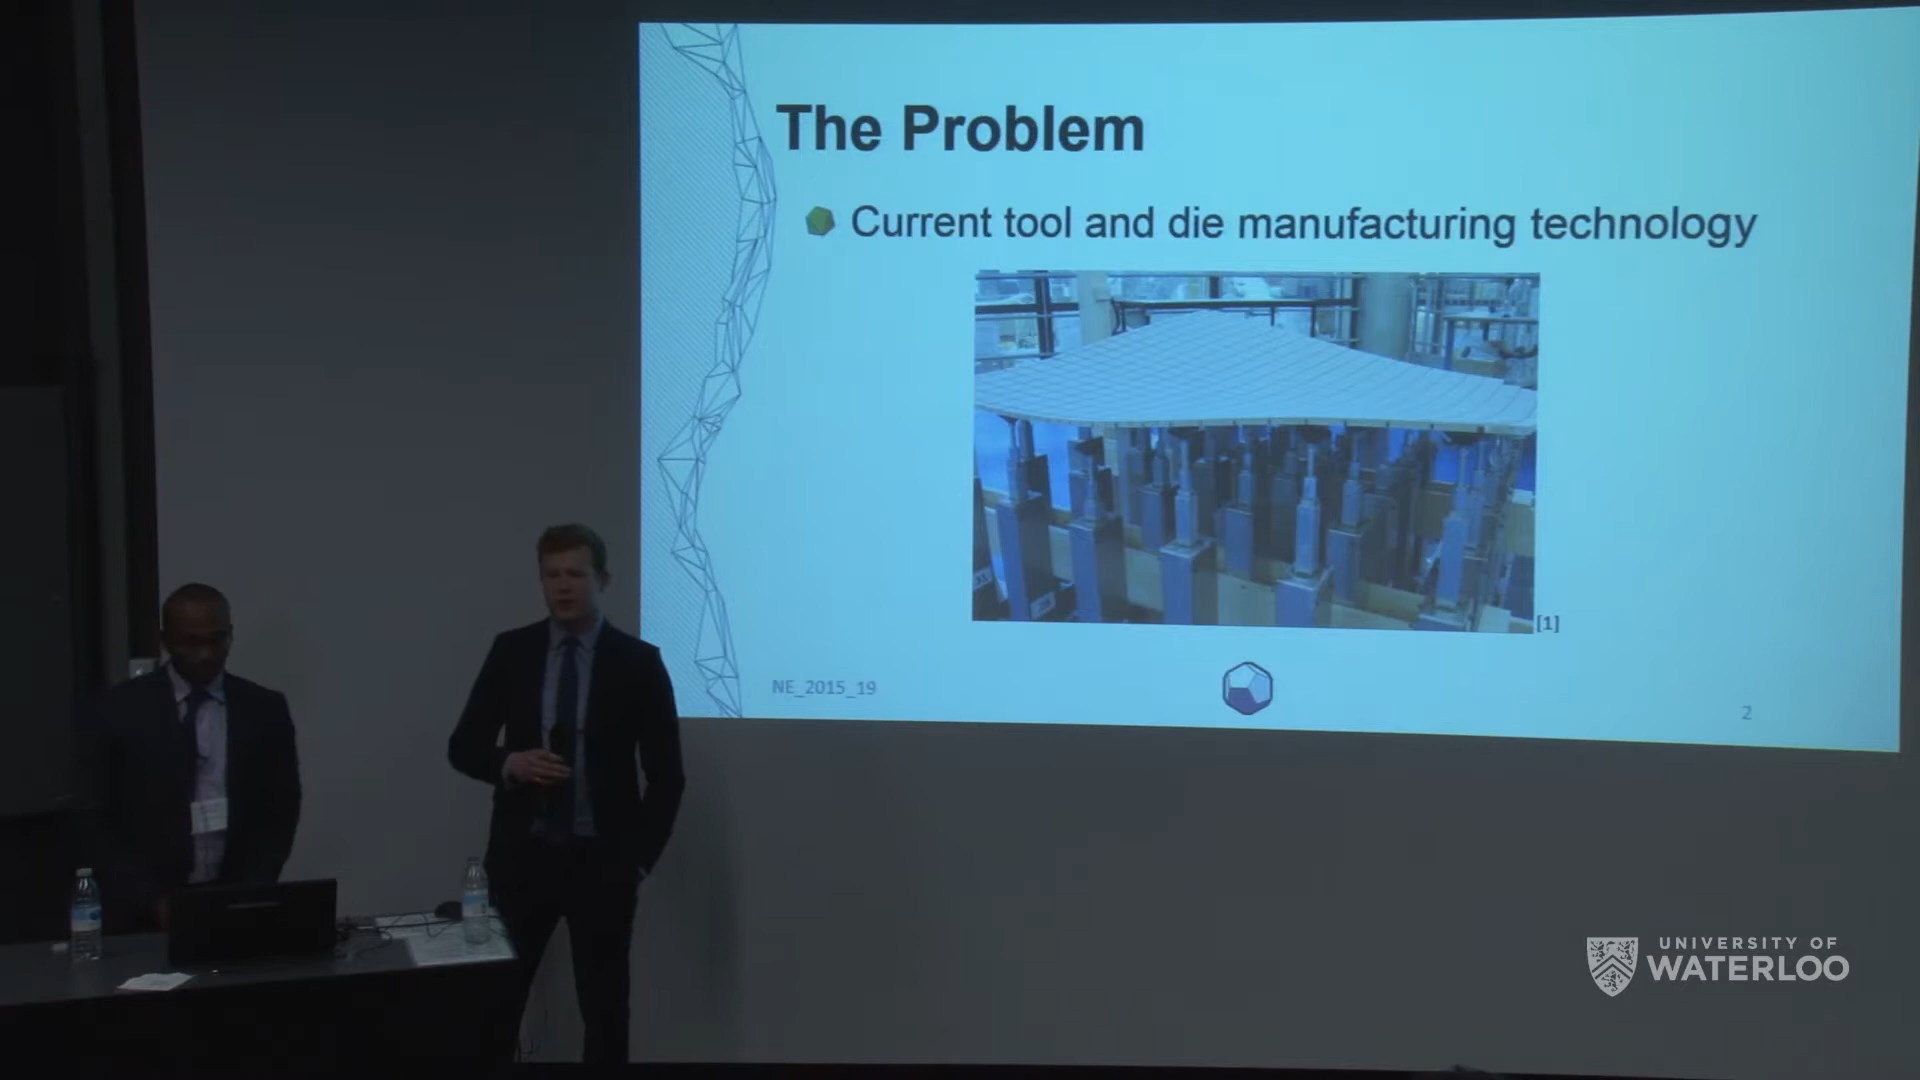 The Problem
Current tool and die manufacturing technology
[1]
NE_2015_19
2
UNIVERSITY OF
WATERLOO